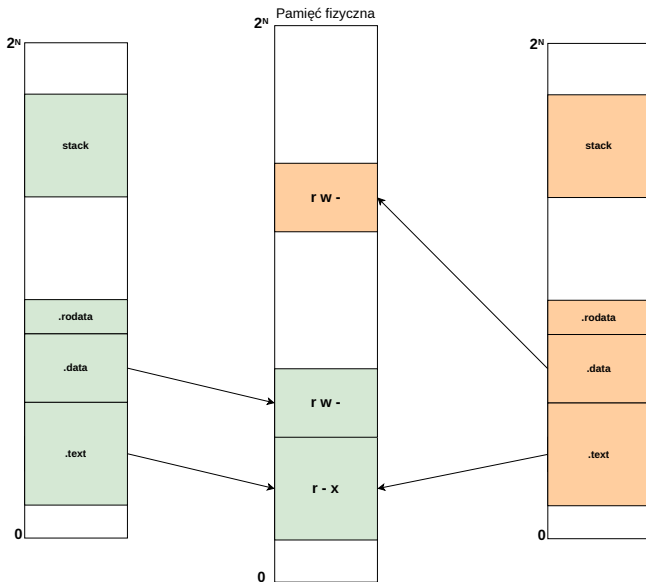 Pamięć fizyczna
2ᴺ
2ᴺ
2ᴺ
stack
stack
r w -
.rodata
.rodata
.data
.data
r w -
.text
.text
r - x
0
0
0